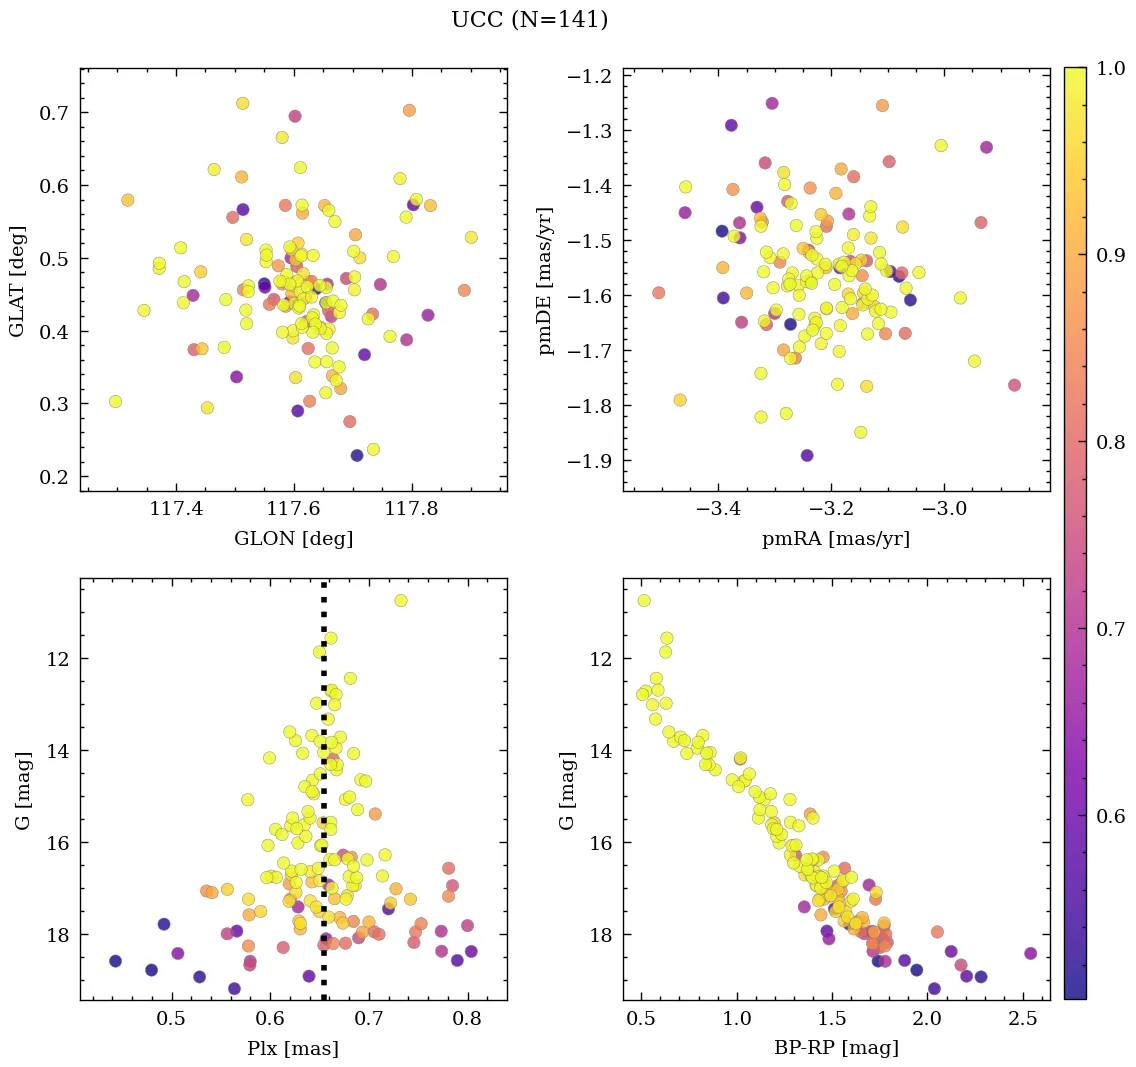 UCC (N=141)
0.7
0.6
0.5
0.4
0.3
0.2
GLAT [deg]
117.4 117.6 117.8
GLON [deg]
−1.2
−1.3
−1.4
−1.5
−1.6
−1.7
−1.8
−1.9
pmDE [mas/yr]
−3.4 −3.2 −3.0
pmRA [mas/yr]
12
14
16
18
G [mag]
0.5 0.6 0.7 0.8
Plx [mas]
12
14
16
18
G [mag]
0.5 1.0 1.5 2.0 2.5
BP-RP [mag]
1.0
0.9
0.8
0.7
0.6